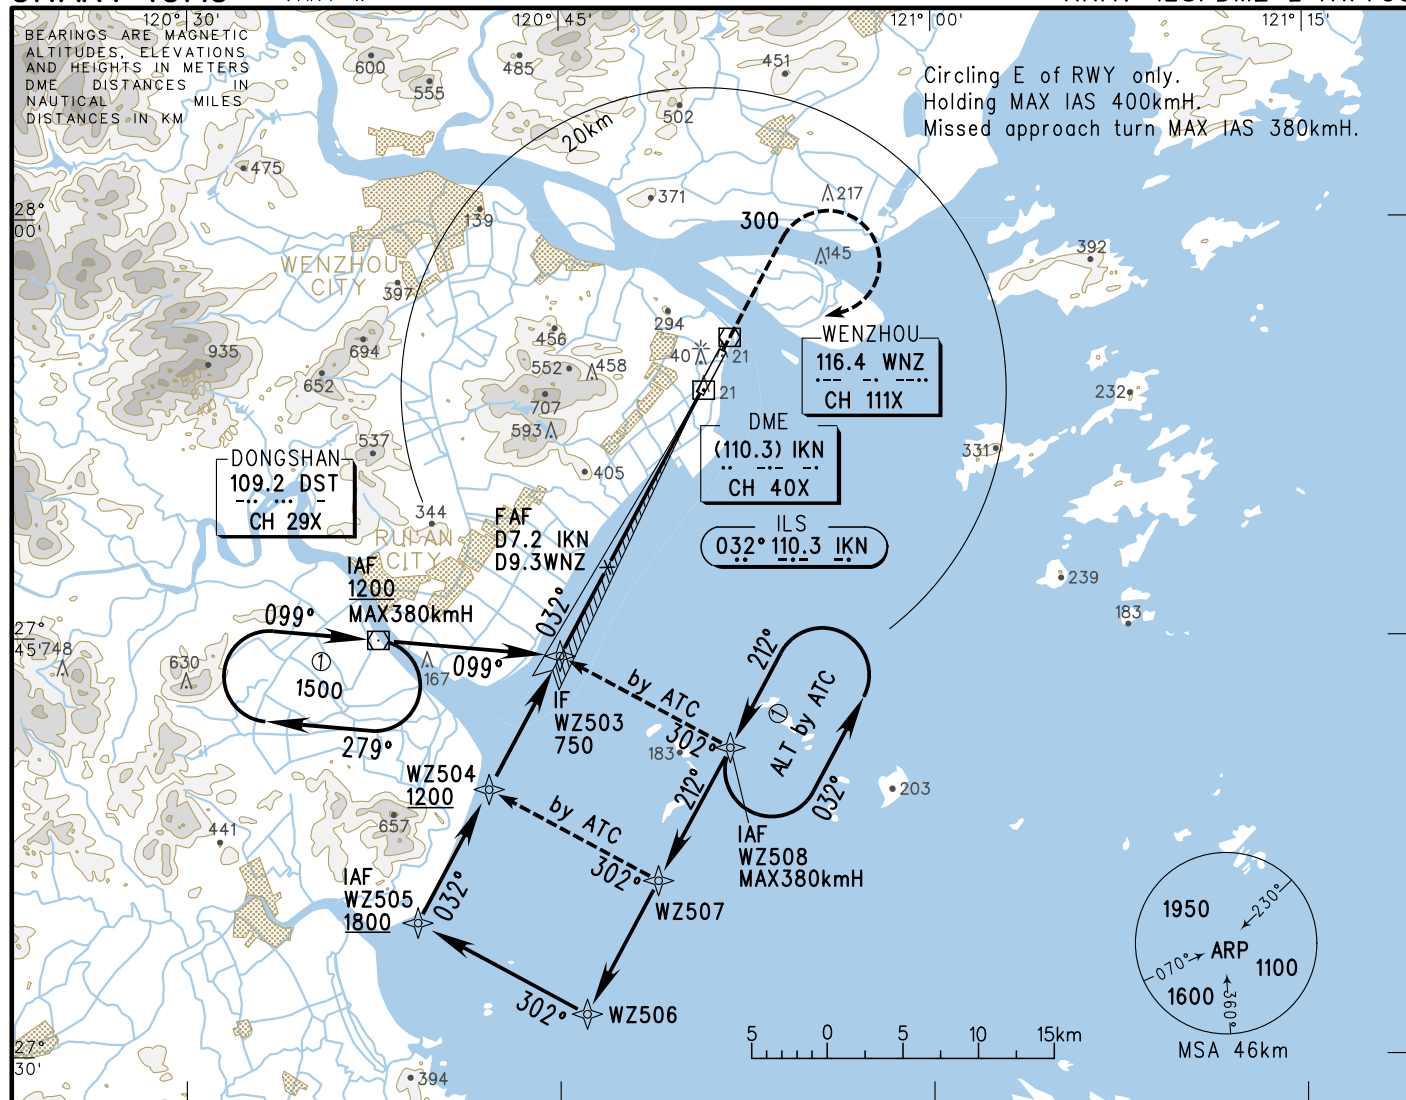 120° 30'
120° 45'
121° 00'
121° 15'
BEARINGS ARE MAGNETIC
ALTITUDES, ELEVATIONS
AND HEIGHTS IN METERS
DME DISTANCES IN
NAUTICAL MILES
DISTANCES IN KM
Circling E of RWY only.
Holding MAX IAS 400kmH.
Missed approach turn MAX IAS 380kmH.
600
555
485
451
502
20km
475
371
217
139
28°
00'
300
145
392
WENZHOU
CITY
397
294
456
694
935
552
458
40
21
WENZHOU
116.4 WNZ
CH 111X
652
800
600
400
707
21
232
593
DME
(110.3) IKN
CH 40X
537
331
DONGSHAN
109.2 DST
CH 29X
405
344
FAF
D7.2 IKN
D9.3WNZ
RUI'AN
CITY
ILS
032° 110.3 IKN
IAF
1200
MAX380kmH
239
183
099°
032°
27°
45'
748
630
1
1500
167
099°
212°
279°
by ATC
302°
1
ALT by ATC
032°
IF
WZ503
750
183
212°
203
WZ504
1200
by ATC
302°
657
441
IAF
WZ508
MAX380kmH
IAF
WZ505
1800
032°
WZ507
302°
WZ506
1950
230°
ARP
070°
1100
1600
360°
MSA 46km
5 0 5 10 15km
27°
30'
394